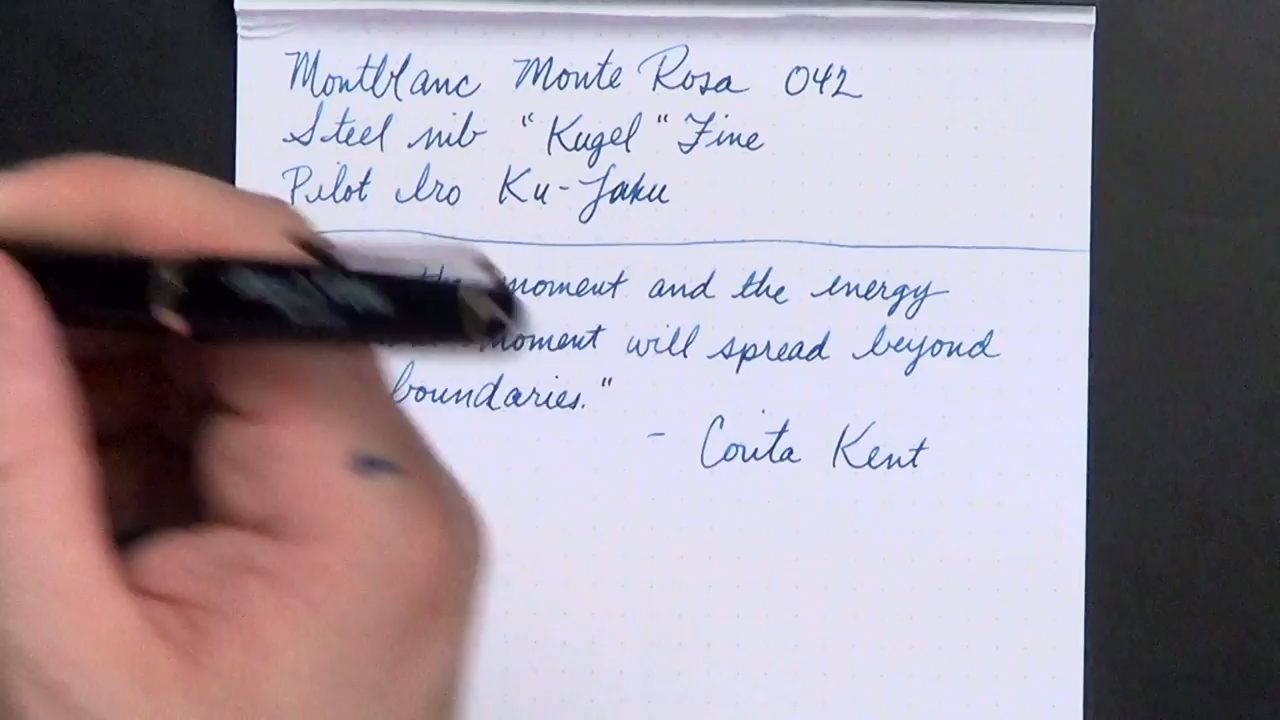 Montblanc Monte Rosa 042
Steel nib "Kugel" Fine
Pilot Iro Ku-Jaku
the moment and the energy
moment will spread beyond
boundaries."
- Corita Kent